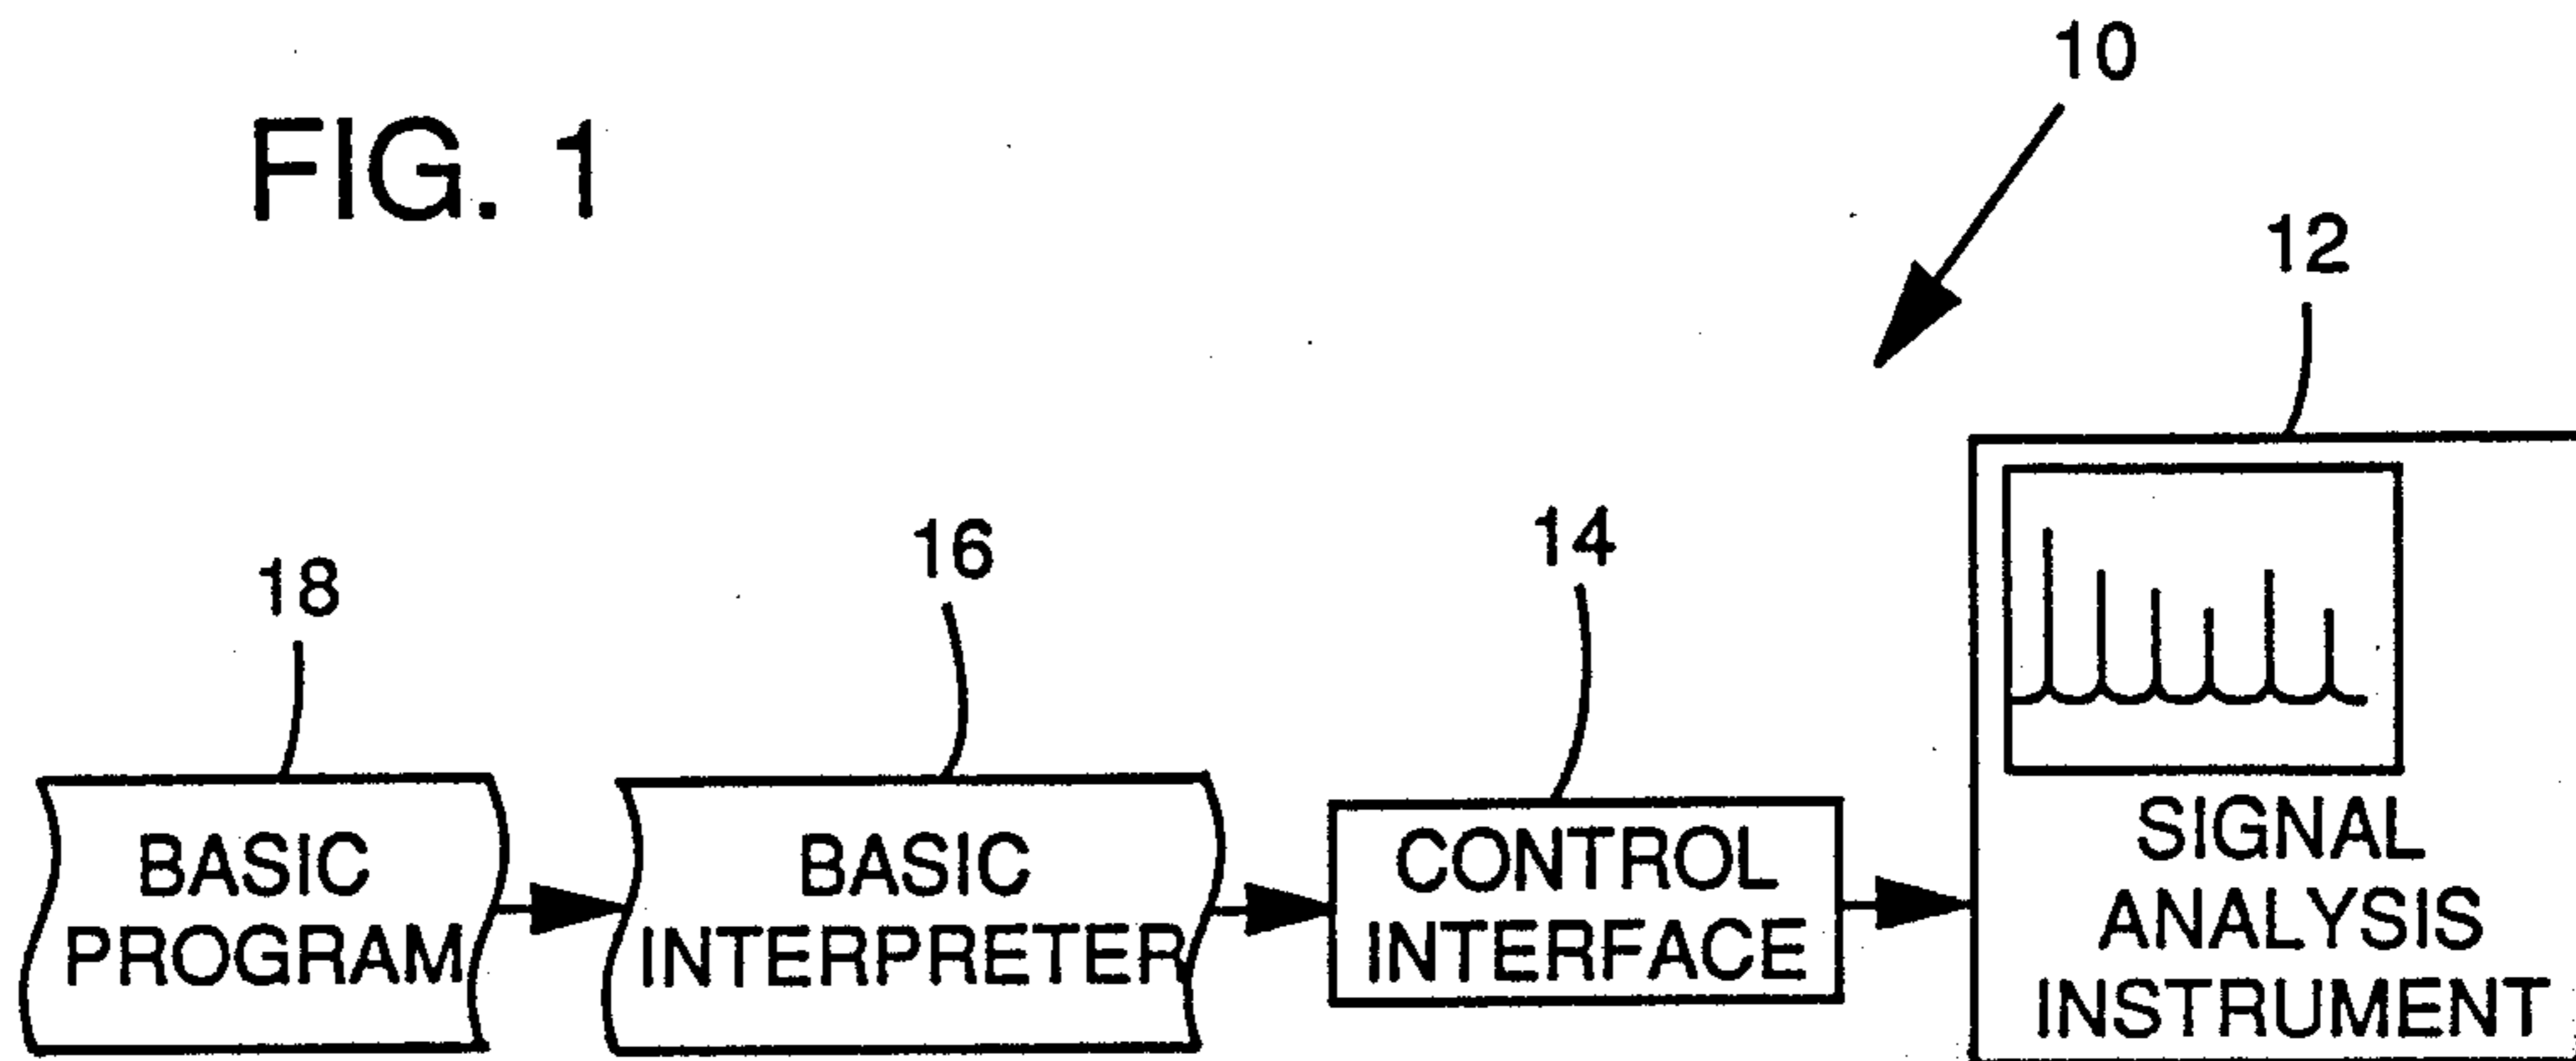 FIG. 1
10
12
14
16
18
BASIC
PROGRAM
BASIC
INTERPRETER
CONTROL
INTERFACE
SIGNAL
ANALYSIS
INSTRUMENT